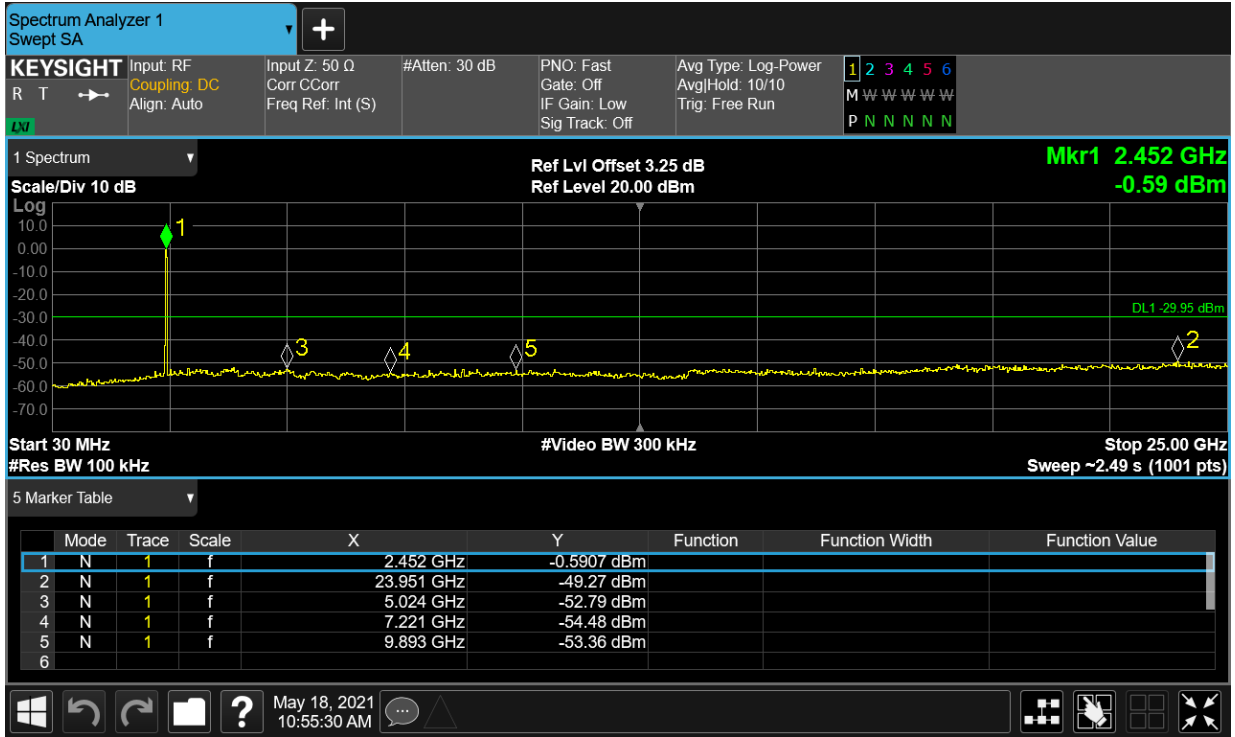 Spectrum Analyzer 1
Swept SA
KEYSIGHT
R T
LXI
Input: RF
Coupling: DC
Align: Auto
Input Z: 50 Ω
Corr CCorr
Freq Ref: Int (S)
#Atten: 30 dB
PNO: Fast
Gate: Off
IF Gain: Low
Sig Track: Off
Avg Type: Log-Power
Avg|Hold: 10/10
Trig: Free Run
1 2 3 4 5 6
M W W W W W
P N N N N N
1 Spectrum
Scale/Div 10 dB
Ref Lvl Offset 3.25 dB
Ref Level 20.00 dBm
Mkr1 2.452 GHz
-0.59 dBm
Log
10.0
0.00
-10.0
-20.0
-30.0
-40.0
-50.0
-60.0
-70.0
1
3
4
5
2
DL1 -29.95 dBm
Start 30 MHz
#Video BW 300 kHz
Stop 25.00 GHz
#Res BW 100 kHz
Sweep ~2.49 s (1001 pts)
5 Marker Table
Mode Trace Scale X Y Function Function Width Function Value
1 N 1 f 2.452 GHz -0.5907 dBm
2 N 1 f 23.951 GHz -49.27 dBm
3 N 1 f 5.024 GHz -52.79 dBm
4 N 1 f 7.221 GHz -54.48 dBm
5 N 1 f 9.893 GHz -53.36 dBm
6
?
May 18, 2021
10:55:30 AM